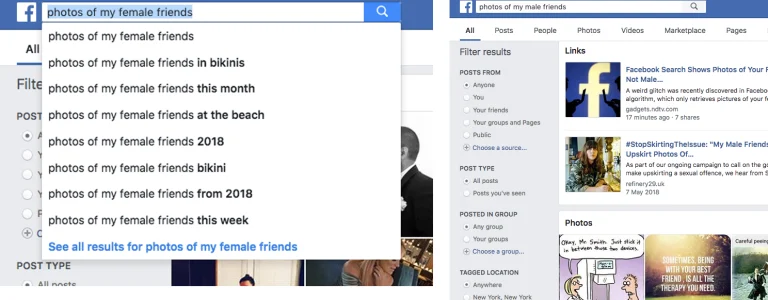 photos of my female friends
photos of my female friends
photos of my female friends in bikinis
photos of my female friends this month
photos of my female friends at the beach
photos of my female friends 2018
photos of my female friends bikini
photos of my female friends from 2018
photos of my female friends this week
See all results for photos of my female friends
All
Filte
POST
A
Y
Y
P
C
POST TYPE
All posts
photos of my male friends
All
Posts
People
Photos
Videos
Marketplace
Pages
Filter results
POSTS FROM
Anyone
You
Your friends
Your groups and Pages
Public
Choose a source...
POST TYPE
All posts
Posts you've seen
POSTED IN GROUP
Any group
Your groups
Choose a group...
TAGGED LOCATION
Anywhere
New York, New York
Links
Facebook Search Shows Photos of Your F
Not Male...
A weird glitch was recently discovered in Facebo
algorithm, which only retrieves pictures of your fe
gadgets.ndtv.com
17 minutes ago · 7 shares
#StopSkirtingTheIssue: "My Male Friends
Upskirt Photos Of...
As part of our ongoing campaign to call on the go
make upskirting a sexual offence, we hear from S
refinery29.uk
7 May 2018
Photos
Okay, Mr. Smith. Just stick it
in between those two devices.
SOMETIMES, BEING
WITH YOUR BEST
FRIEND, IS ALL THE
THERAPY YOU NEED.
Careful poking